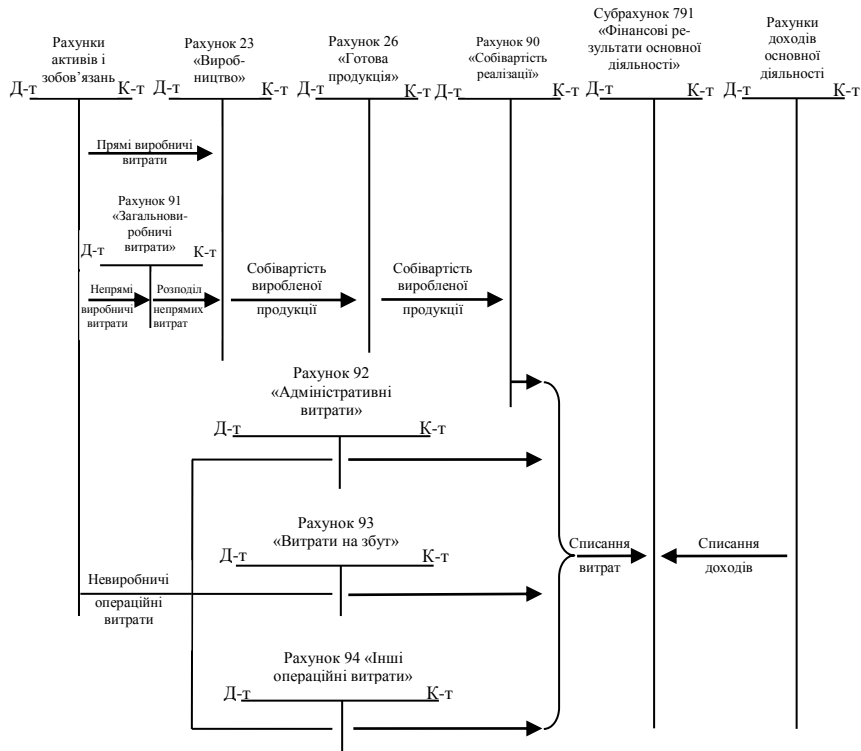 Рахунки
активів і
зобов’язань
Д-т К-т
Рахунок 23
«Вироб-
ництво»
Д-т К-т
Рахунок 26
«Готова
продукція»
Д-т К-т
Рахунок 90
«Собівартість
реалізації»
Д-т К-т
Субрахунок 791
«Фінансові ре-
зультати основної
діяльності»
Д-т К-т
Рахунки
доходів
основної
діяльності
Д-т К-т
Прямі виробничі
витрати
Рахунок 91
«Загальнови-
робничі
витрати»
Д-т К-т
Непрямі
виробничі
витрати
Розподіл
непрямих
витрат
Собівартість
виробленої
продукції
Собівартість
виробленої
продукції
Рахунок 92
«Адміністративні
витрати»
Д-т К-т
Рахунок 93
«Витрати на збут»
Д-т К-т
Невиробничі
операційні
витрати
Списання
витрат
Списання
доходів
Рахунок 94 «Інші
операційні витрати»
Д-т К-т